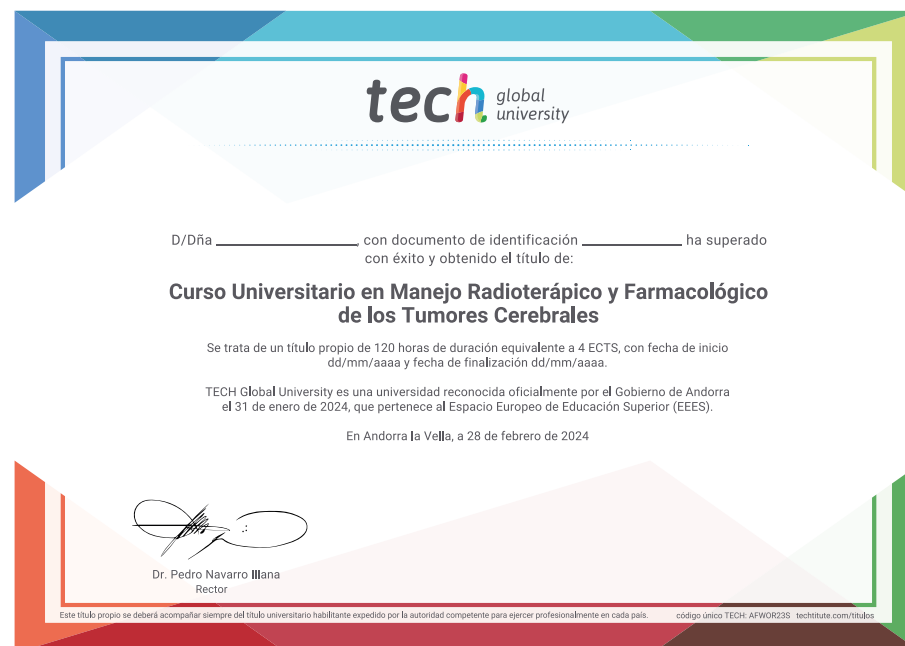 tech global university
D/Dña ________________, con documento de identificación ____________ ha superado
con éxito y obtenido el título de:
Curso Universitario en Manejo Radioterápico y Farmacológico
de los Tumores Cerebrales
Se trata de un título propio de 120 horas de duración equivalente a 4 ECTS, con fecha de inicio
dd/mm/aaaa y fecha de finalización dd/mm/aaaa.
TECH Global University es una universidad reconocida oficialmente por el Gobierno de Andorra
el 31 de enero de 2024, que pertenece al Espacio Europeo de Educación Superior (EEES).
En Andorra la Vella, a 28 de febrero de 2024
Dr. Pedro Navarro Illana
Rector
Este título propio se deberá acompañar siempre del título universitario habilitante expedido por la autoridad competente para ejercer profesionalmente en cada país. código único TECH: AFWOR23S techtitute.com/titulos